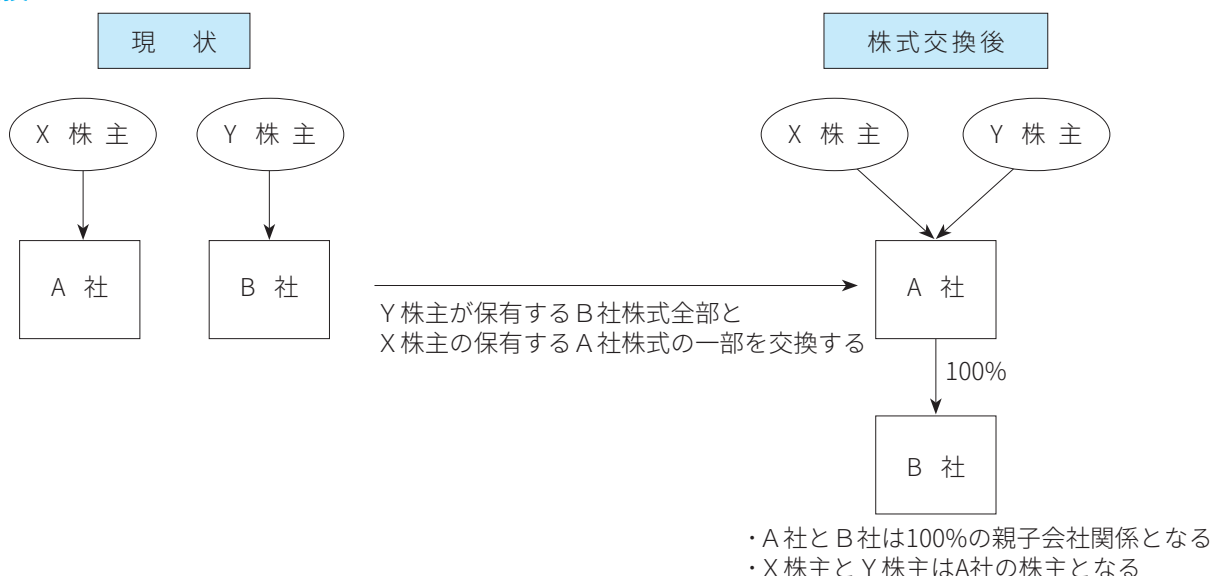 現 状
株式交換後
X 株 主
Y 株 主
X 株 主
Y 株 主
A 社
B 社
A 社
Y株主が保有するB社株式全部と
X株主の保有するA社株式の一部を交換する
100%
B 社
・A社とB社は100%の親子会社関係となる
・X株主とY株主はA社の株主となる